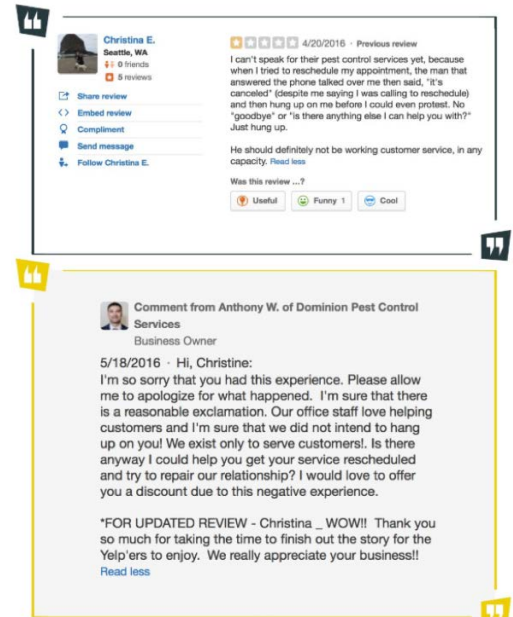 Christina E.
Seattle, WA
0 friends
5 reviews
Share review
Embed review
Compliment
Send message
Follow Christina E.
4/20/2016 · Previous review
I can't speak for their pest control services yet, because
when I tried to reschedule my appointment, the man that
answered the phone talked over me then said, "it's
canceled" (despite me saying I was calling to reschedule)
and then hung up on me before I could even protest. No
"goodbye" or "is there anything else I can help you with?"
Just hung up.
He should definitely not be working customer service, in any
capacity. Read less
Was this review ...?
Useful
Funny 1
Cool
Comment from Anthony W. of Dominion Pest Control
Services
Business Owner
5/18/2016 · Hi, Christine:
I'm so sorry that you had this experience. Please allow
me to apologize for what happened. I'm sure that there
is a reasonable exclamation. Our office staff love helping
customers and I'm sure that we did not intend to hang
up on you! We exist only to serve customers!. Is there
anyway I could help you get your service rescheduled
and try to repair our relationship? I would love to offer
you a discount due to this negative experience.
*FOR UPDATED REVIEW - Christina _ WOW!! Thank you
so much for taking the time to finish out the story for the
Yelp'ers to enjoy. We really appreciate your business!!
Read less